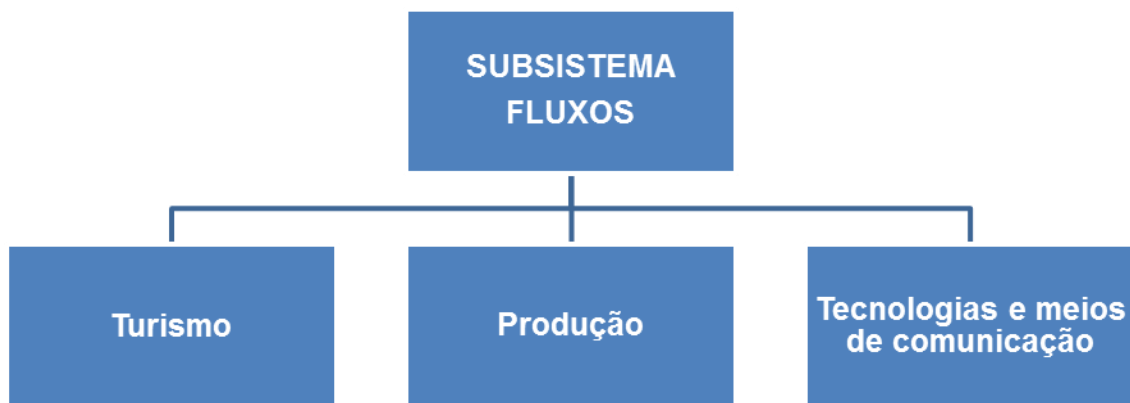 SUBSISTEMA
FLUXOS
Turismo
Produção
Tecnologias e meios
de comunicação